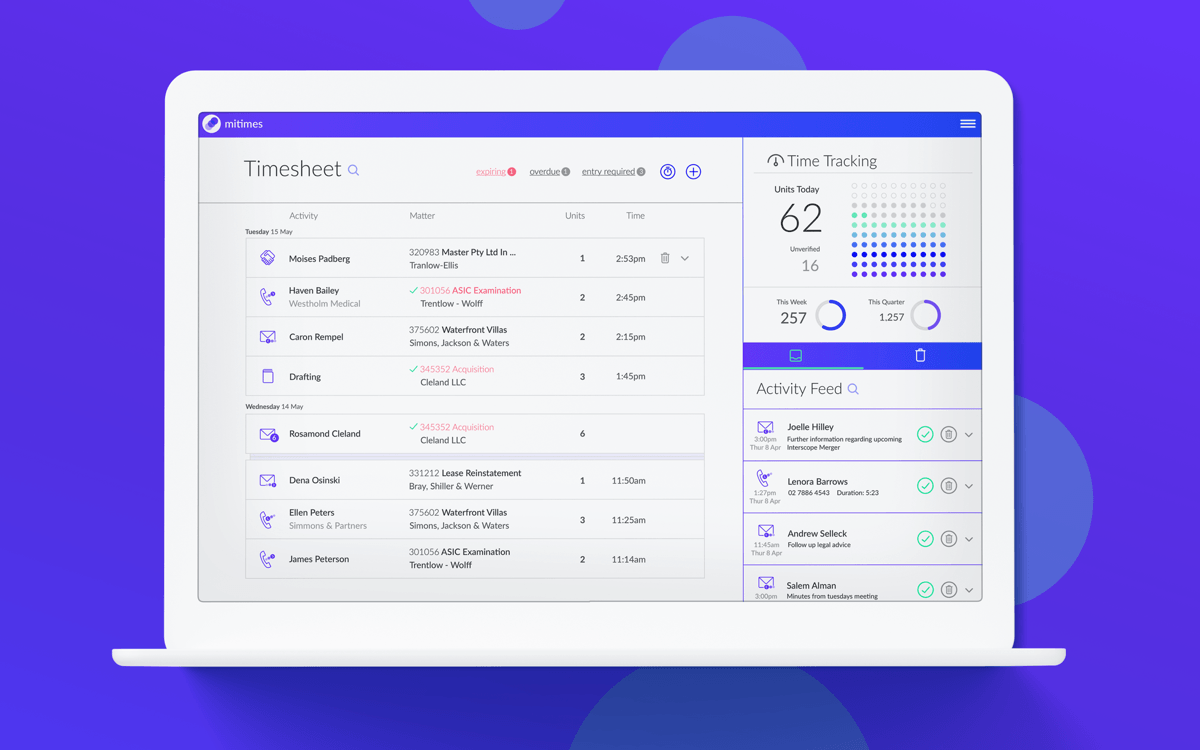 mitimes
Timesheet
expiring 1
overdue 1
entry required 3
Activity Matter Units Time
Tuesday 15 May
Moises Padberg
320983 Master Pty Ltd In ...
Tranlow-Ellis
1
2:53pm
Haven Bailey
Westholm Medical
301056 ASIC Examination
Trentlow - Wolff
2
2:45pm
Caron Rempel
375602 Waterfront Villas
Simons, Jackson & Waters
2
2:15pm
Drafting
345352 Acquisition
Cleland LLC
3
1:45pm
Wednesday 14 May
6
Rosamond Cleland
345352 Acquisition
Cleland LLC
6
Dena Osinski
331212 Lease Reinstatement
Bray, Shiller & Werner
1
11:50am
Ellen Peters
Simmons & Partners
375602 Waterfront Villas
Simons, Jackson & Waters
3
11:25am
James Peterson
301056 ASIC Examination
Trentlow - Wolff
2
11:14am
Time Tracking
Units Today
62
Unverified
16
This Week
257
This Quarter
1.257
Activity Feed
3:00pm
Thur 8 Apr
Joelle Hilley
Further information regarding upcoming
Interscope Merger
1:27pm
Thur 8 Apr
Lenora Barrows
02 7886 4543 Duration: 5:23
11:45am
Thur 8 Apr
Andrew Selleck
Follow up legal advice
3:00pm
Salem Alman
Minutes from tuesdays meeting